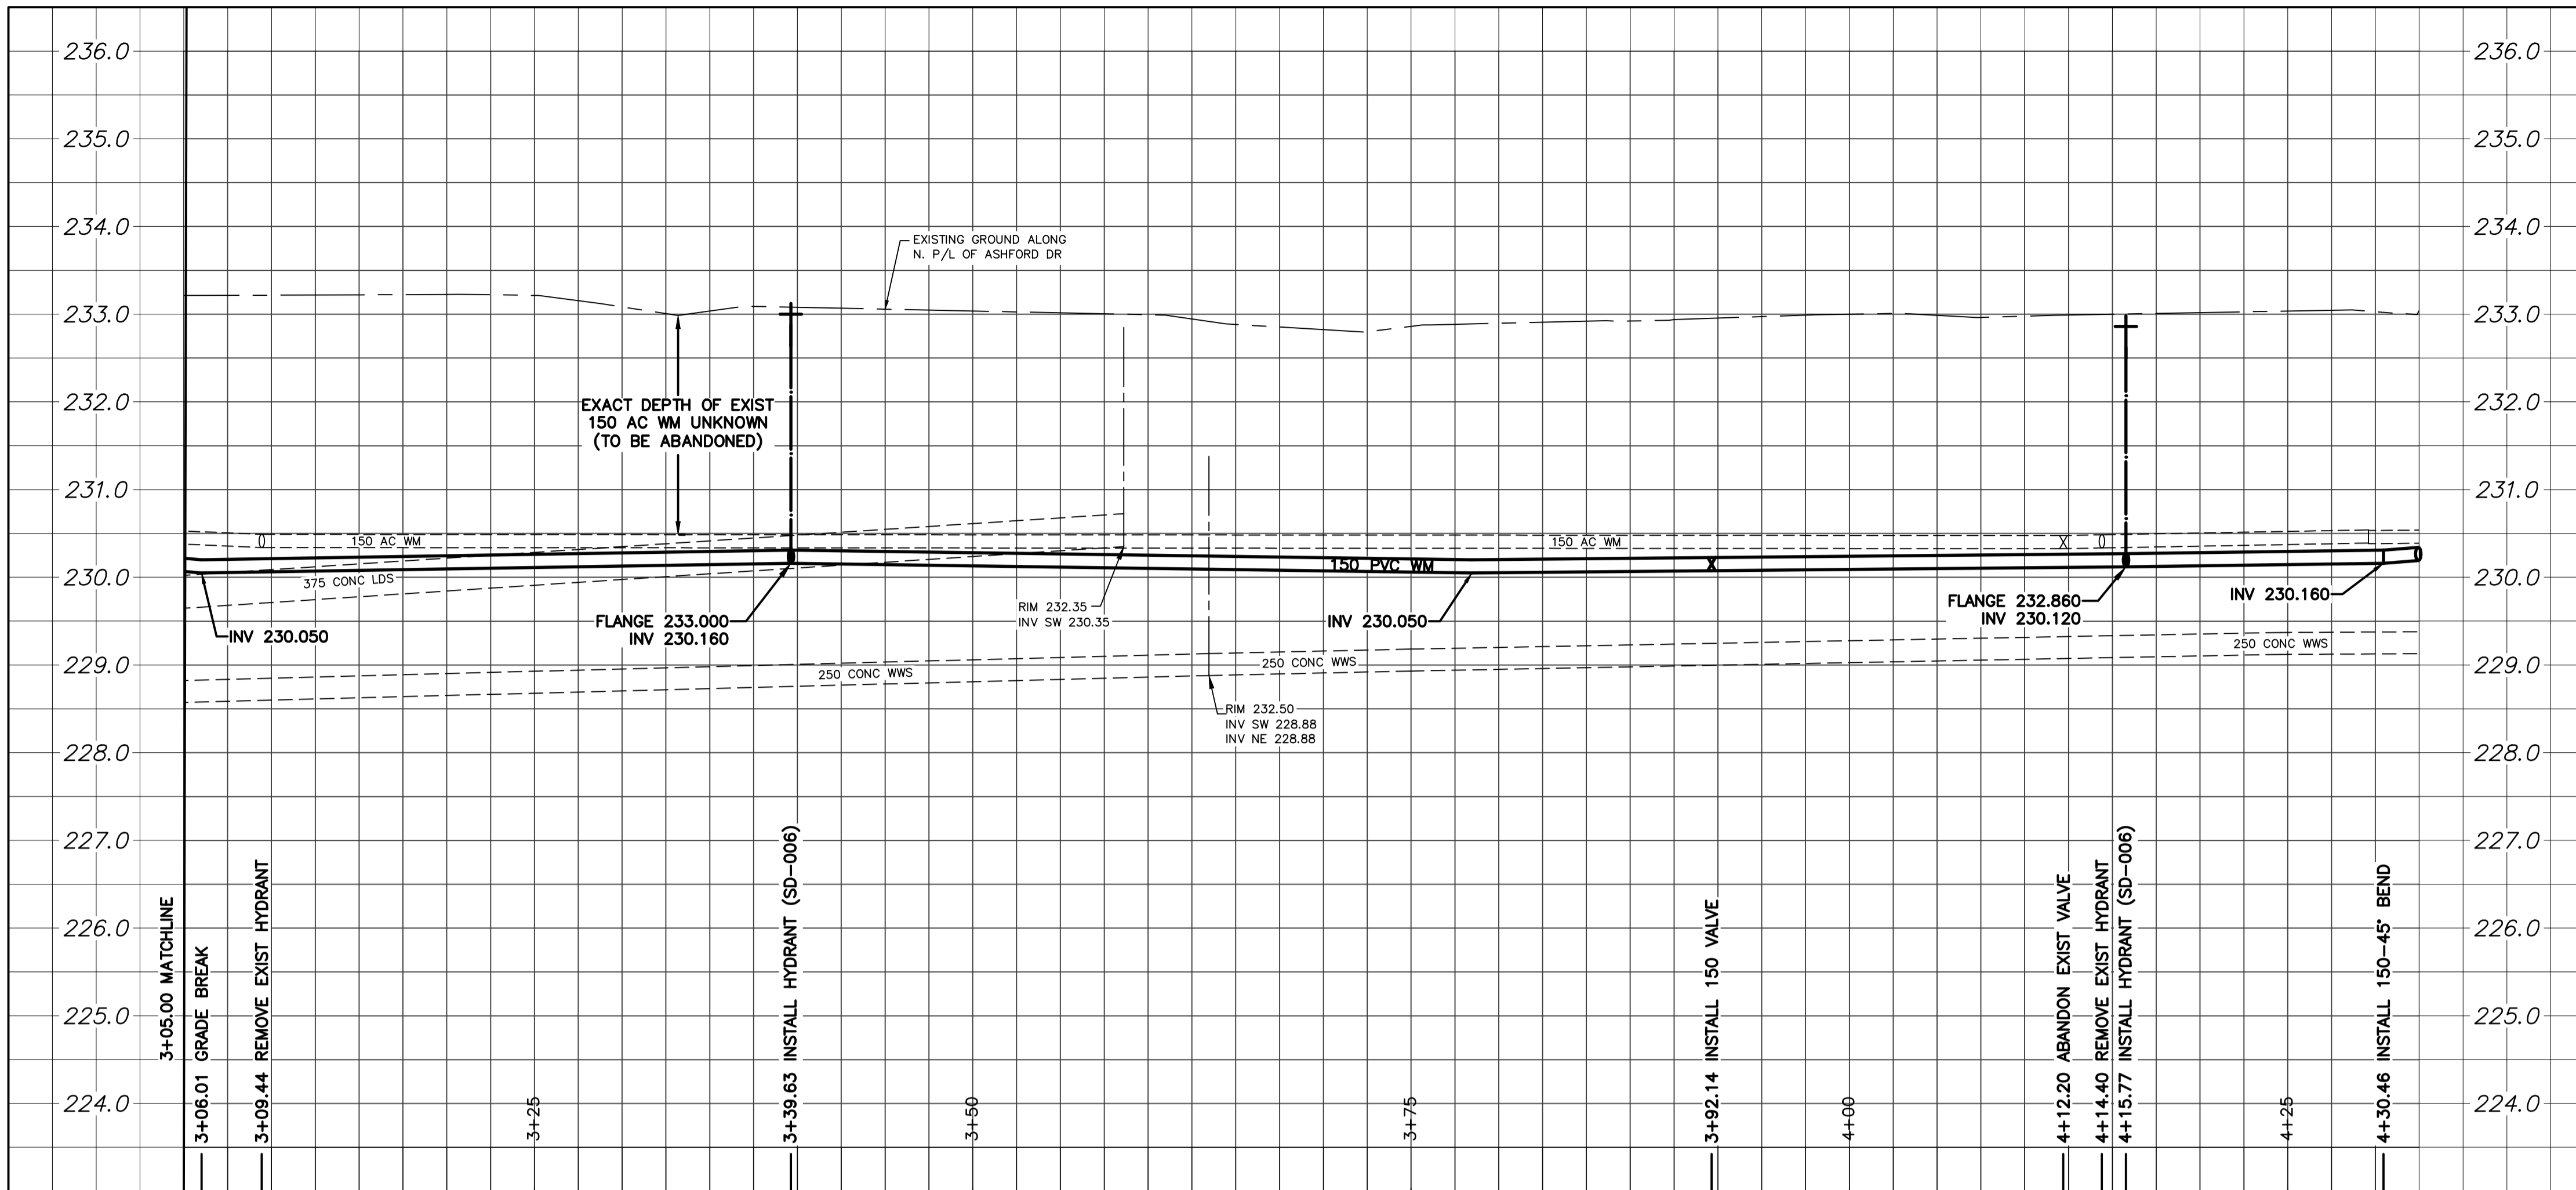 236.0 236.0
235.0 235.0
234.0 234.0
EXISTING GROUND ALONG
N. P/L OF ASHFORD DR
233.0 233.0
232.0 232.0
EXACT DEPTH OF EXIST
150 AC WM UNKNOWN
(TO BE ABANDONED)
231.0 231.0
150 AC WM
150 AC WM
X
150 PVC WM
X
230.0 230.0
375 CONC LDS
INV 230.050
FLANGE 233.000
INV 230.160
RIM 232.35
INV SW 230.35
INV 230.050
FLANGE 232.860
INV 230.120
INV 230.160
229.0 229.0
250 CONC WWS
250 CONC WWS
250 CONC WWS
RIM 232.50
INV SW 228.88
INV NE 228.88
228.0 228.0
227.0 227.0
226.0 226.0
225.0 225.0
224.0 224.0
3+05.00 MATCHLINE
3+06.01 GRADE BREAK
3+09.44 REMOVE EXIST HYDRANT
3+25
3+39.63 INSTALL HYDRANT (SD-006)
3+50
3+75
3+92.14 INSTALL 150 VALVE
4+00
4+12.20 ABANDON EXIST VALVE
4+14.40 REMOVE EXIST HYDRANT
4+15.77 INSTALL HYDRANT (SD-006)
4+25
4+30.46 INSTALL 150-45° BEND